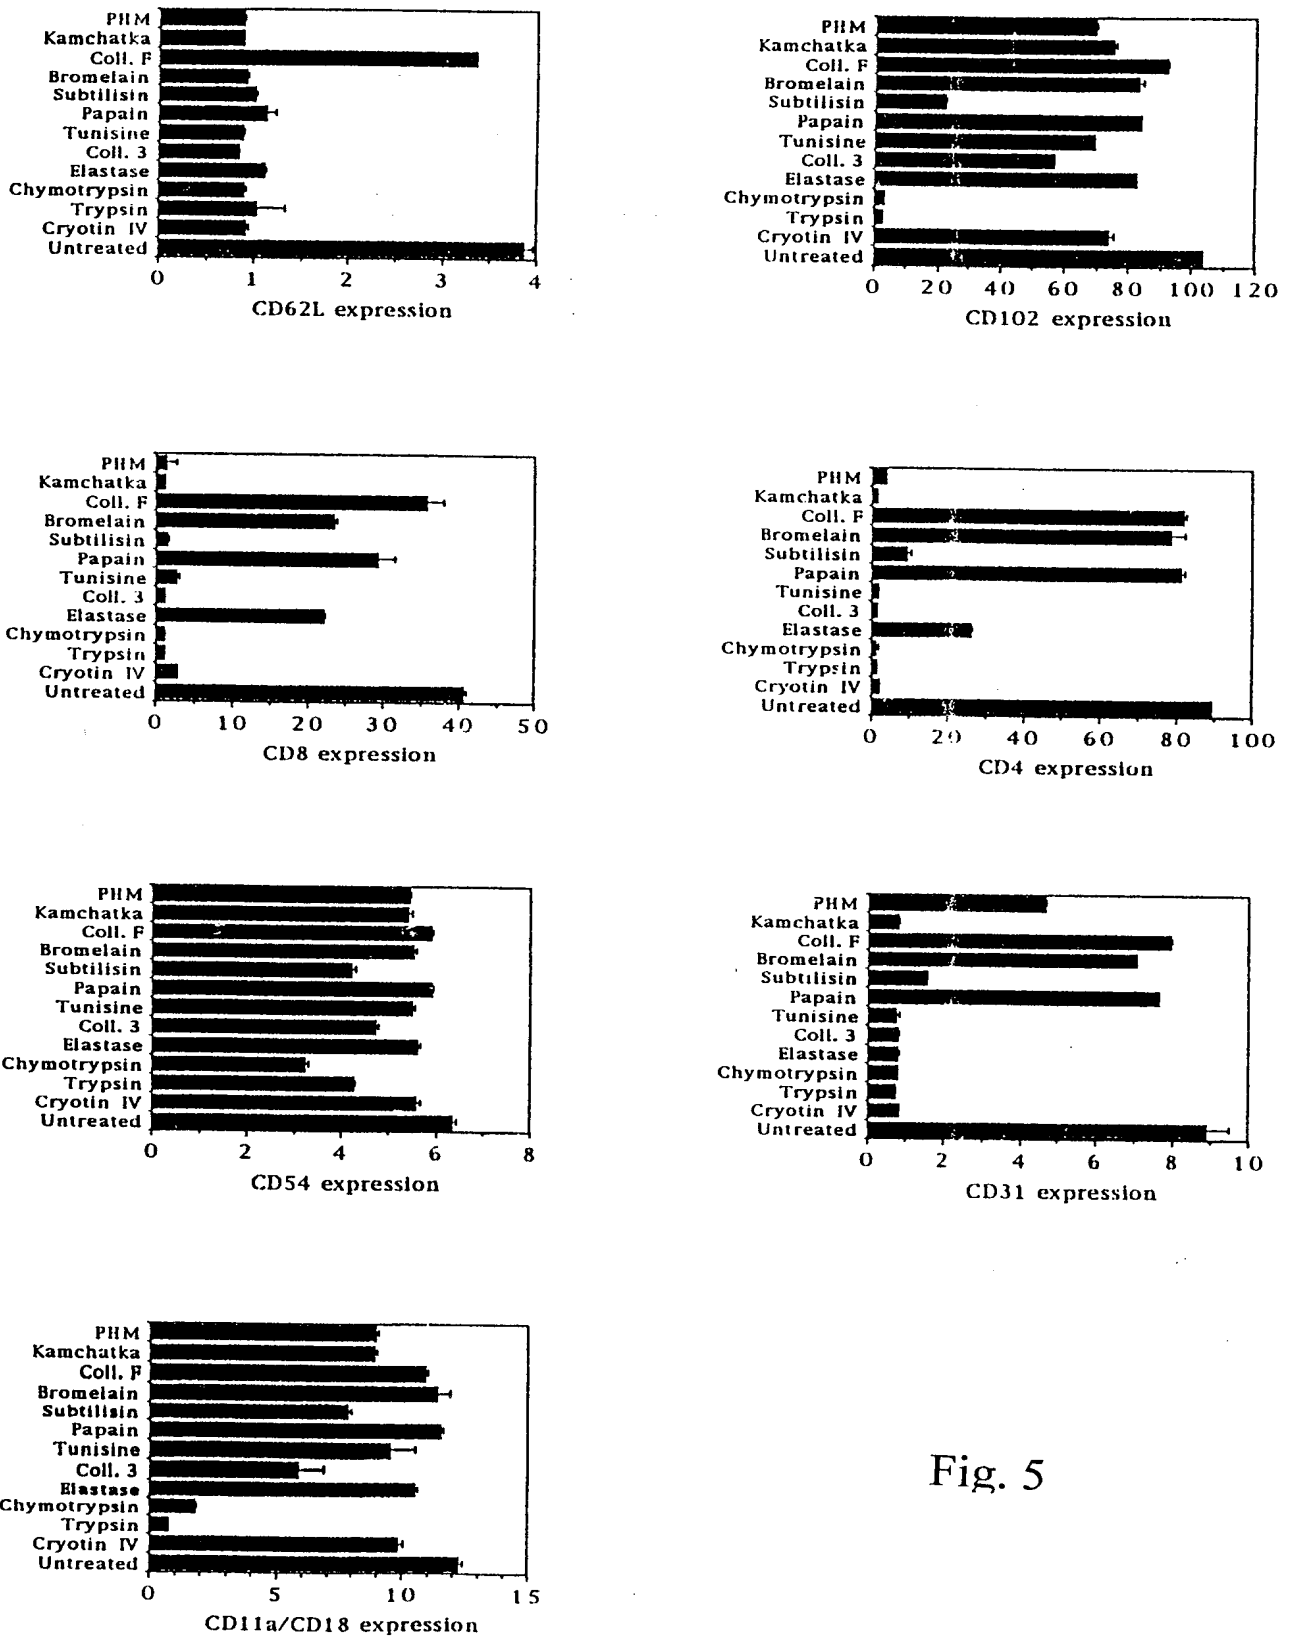 PHM
Kamchatka
Coll. F
Bromelain
Subtilisin
Papain
Tunisine
Coll. 3
Elastase
Chymotrypsin
Trypsin
Cryotin IV
Untreated
0 1 2 3 4
CD62L expression
PHM
Kamchatka
Coll. F
Bromelain
Subtilisin
Papain
Tunisine
Coll. 3
Elastase
Chymotrypsin
Trypsin
Cryotin IV
Untreated
0 20 40 60 80 100 120
CD102 expression
PHM
Kamchatka
Coll. F
Bromelain
Subtilisin
Papain
Tunisine
Coll. 3
Elastase
Chymotrypsin
Trypsin
Cryotin IV
Untreated
0 10 20 30 40 50
CD8 expression
PHM
Kamchatka
Coll. F
Bromelain
Subtilisin
Papain
Tunisine
Coll. 3
Elastase
Chymotrypsin
Trypsin
Cryotin IV
Untreated
0 20 40 60 80 100
CD4 expression
PHM
Kamchatka
Coll. F
Bromelain
Subtilisin
Papain
Tunisine
Coll. 3
Elastase
Chymotrypsin
Trypsin
Cryotin IV
Untreated
0 2 4 6 8
CD54 expression
PHM
Kamchatka
Coll. F
Bromelain
Subtilisin
Papain
Tunisine
Coll. 3
Elastase
Chymotrypsin
Trypsin
Cryotin IV
Untreated
0 2 4 6 8 10
CD31 expression
PHM
Kamchatka
Coll. F
Bromelain
Subtilisin
Papain
Tunisine
Coll. 3
Elastase
Chymotrypsin
Trypsin
Cryotin IV
Untreated
0 5 10 15
CD11a/CD18 expression
Fig. 5